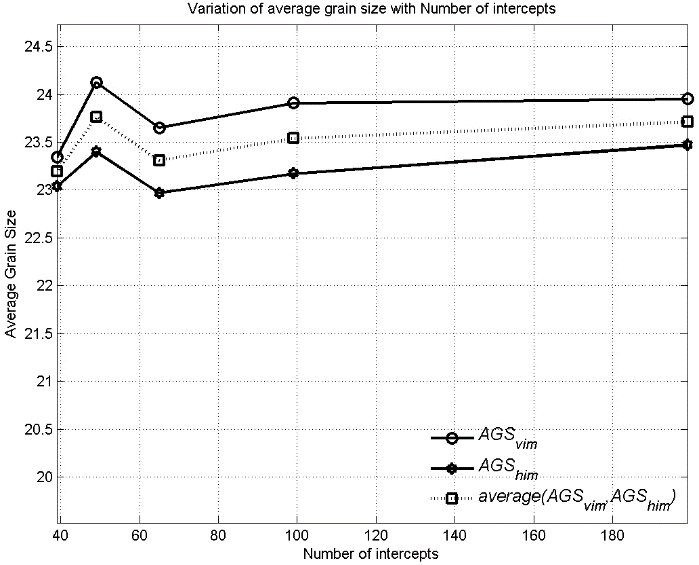 Variation of average grain size with Number of intercepts
24.5
24
23.5
23
22.5
22
21.5
21
20.5
20
Average Grain Size
AGS_vim
AGS_him
average(AGS_vim,AGS_him)
40 60 80 100 120 140 160 180
Number of intercepts